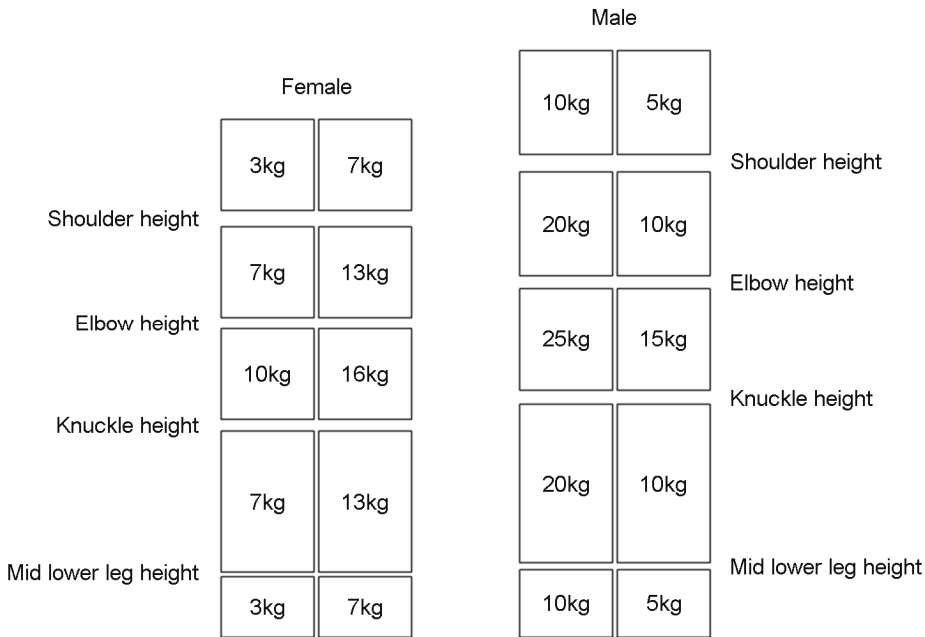 Male
Female
10kg 5kg
3kg 7kg
Shoulder height
Shoulder height
20kg 10kg
7kg 13kg
Elbow height
Elbow height
25kg 15kg
10kg 16kg
Knuckle height
Knuckle height
20kg 10kg
7kg 13kg
Mid lower leg height
Mid lower leg height
10kg 5kg
3kg 7kg